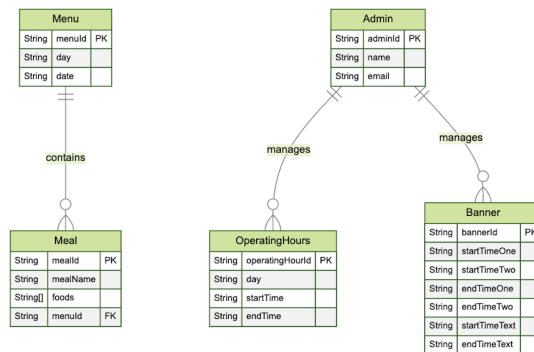 Menu
String menuId PK
String day
String date
Admin
String adminId PK
String name
String email
contains
manages
manages
Meal
String mealId PK
String mealName
String[] foods
String menuId FK
OperatingHours
String operatingHourId PK
String day
String startTime
String endTime
Banner
String bannerId PK
String startTimeOne
String startTimeTwo
String endTimeOne
String endTimeTwo
String startTimeText
String endTimeText